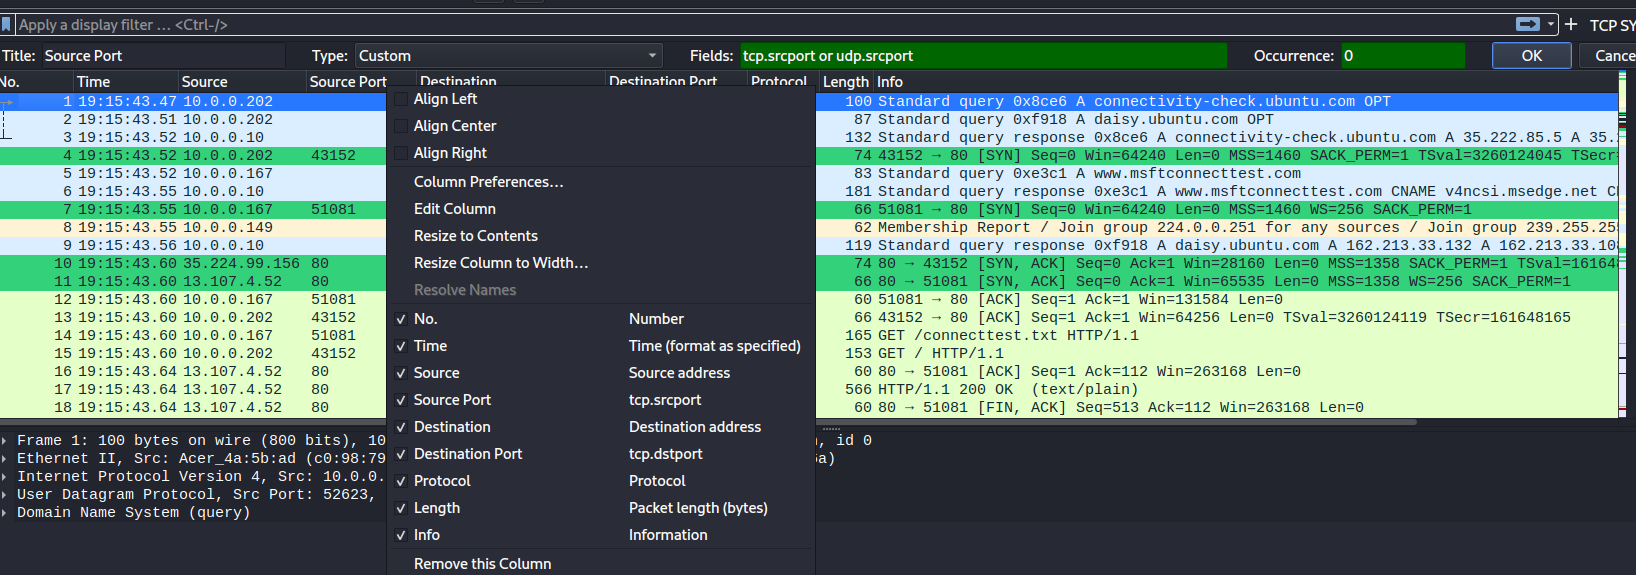 Apply a display filter … <Ctrl-/> TCP SY
Title: Source Port Type: Custom Fields: tcp.srcport or udp.srcport Occurrence: 0 OK Cance
No. Time Source Source Port Destination Destination Port Protocol Length Info
1 19:15:43.47 10.0.0.202 100 Standard query 0x8ce6 A connectivity-check.ubuntu.com OPT
2 19:15:43.51 10.0.0.202 87 Standard query 0xf918 A daisy.ubuntu.com OPT
3 19:15:43.52 10.0.0.10 132 Standard query response 0x8ce6 A connectivity-check.ubuntu.com A 35.222.85.5 A 35.
4 19:15:43.52 10.0.0.202 43152 74 43152 → 80 [SYN] Seq=0 Win=64240 Len=0 MSS=1460 SACK_PERM=1 TSval=3260124045 TSecr=
5 19:15:43.52 10.0.0.167 83 Standard query 0xe3c1 A www.msftconnecttest.com
6 19:15:43.55 10.0.0.10 181 Standard query response 0xe3c1 A www.msftconnecttest.com CNAME v4ncsi.msedge.net
7 19:15:43.55 10.0.0.167 51081 66 51081 → 80 [SYN] Seq=0 Win=64240 Len=0 MSS=1460 WS=256 SACK_PERM=1
8 19:15:43.55 10.0.0.149 62 Membership Report / Join group 224.0.0.251 for any sources / Join group 239.255.255
9 19:15:43.56 10.0.0.10 119 Standard query response 0xf918 A daisy.ubuntu.com A 162.213.33.132 A 162.213.33.108
10 19:15:43.60 35.224.99.156 80 74 80 → 43152 [SYN, ACK] Seq=0 Ack=1 Win=28160 Len=0 MSS=1358 SACK_PERM=1 TSval=161648
11 19:15:43.60 13.107.4.52 80 66 80 → 51081 [SYN, ACK] Seq=0 Ack=1 Win=65535 Len=0 MSS=1358 WS=256 SACK_PERM=1
12 19:15:43.60 10.0.0.167 51081 60 51081 → 80 [ACK] Seq=1 Ack=1 Win=131584 Len=0
13 19:15:43.60 10.0.0.202 43152 66 43152 → 80 [ACK] Seq=1 Ack=1 Win=64256 Len=0 TSval=3260124119 TSecr=161648165
14 19:15:43.60 10.0.0.167 51081 165 GET /connecttest.txt HTTP/1.1
15 19:15:43.60 10.0.0.202 43152 153 GET / HTTP/1.1
16 19:15:43.64 13.107.4.52 80 60 80 → 51081 [ACK] Seq=1 Ack=112 Win=263168 Len=0
17 19:15:43.64 13.107.4.52 80 566 HTTP/1.1 200 OK (text/plain)
18 19:15:43.64 13.107.4.52 80 60 80 → 51081 [FIN, ACK] Seq=513 Ack=112 Win=263168 Len=0
Frame 1: 100 bytes on wire (800 bits), 10 , id 0
Ethernet II, Src: Acer_4a:5b:ad (c0:98:79 a)
Internet Protocol Version 4, Src: 10.0.0.
User Datagram Protocol, Src Port: 52623,
Domain Name System (query)
Align Left
Align Center
Align Right
Column Preferences…
Edit Column
Resize to Contents
Resize Column to Width…
Resolve Names
No. Number
Time Time (format as specified)
Source Source address
Source Port tcp.srcport
Destination Destination address
Destination Port tcp.dstport
Protocol Protocol
Length Packet length (bytes)
Info Information
Remove this Column